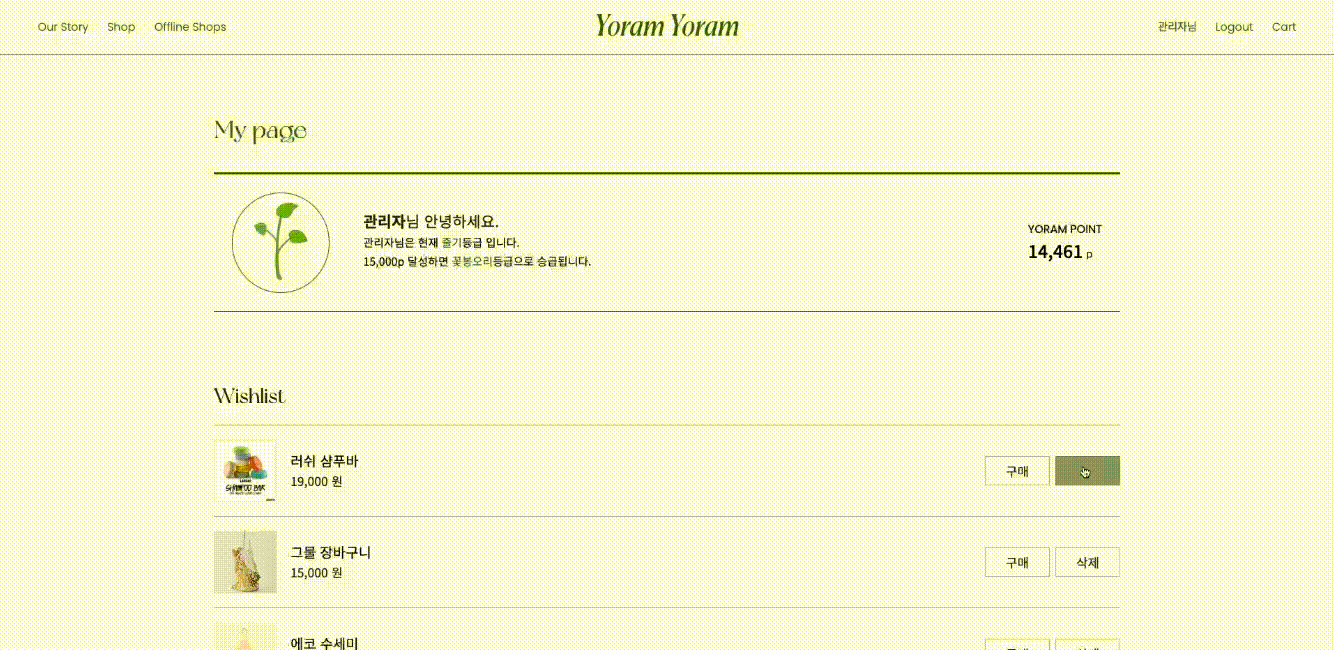 Our Story Shop Offline Shops Yoram Yoram 관리자님 Logout Cart
My page
관리자님 안녕하세요.
관리자님은 현재 줄기등급 입니다.
15,000p 달성하면 꽃봉오리등급으로 승급됩니다.
YORAM POINT
14,461 p
Wishlist
러쉬 샴푸바
19,000 원
구매
SHAMPOO BAR
그물 장바구니
15,000 원
구매 삭제
에코 수세미